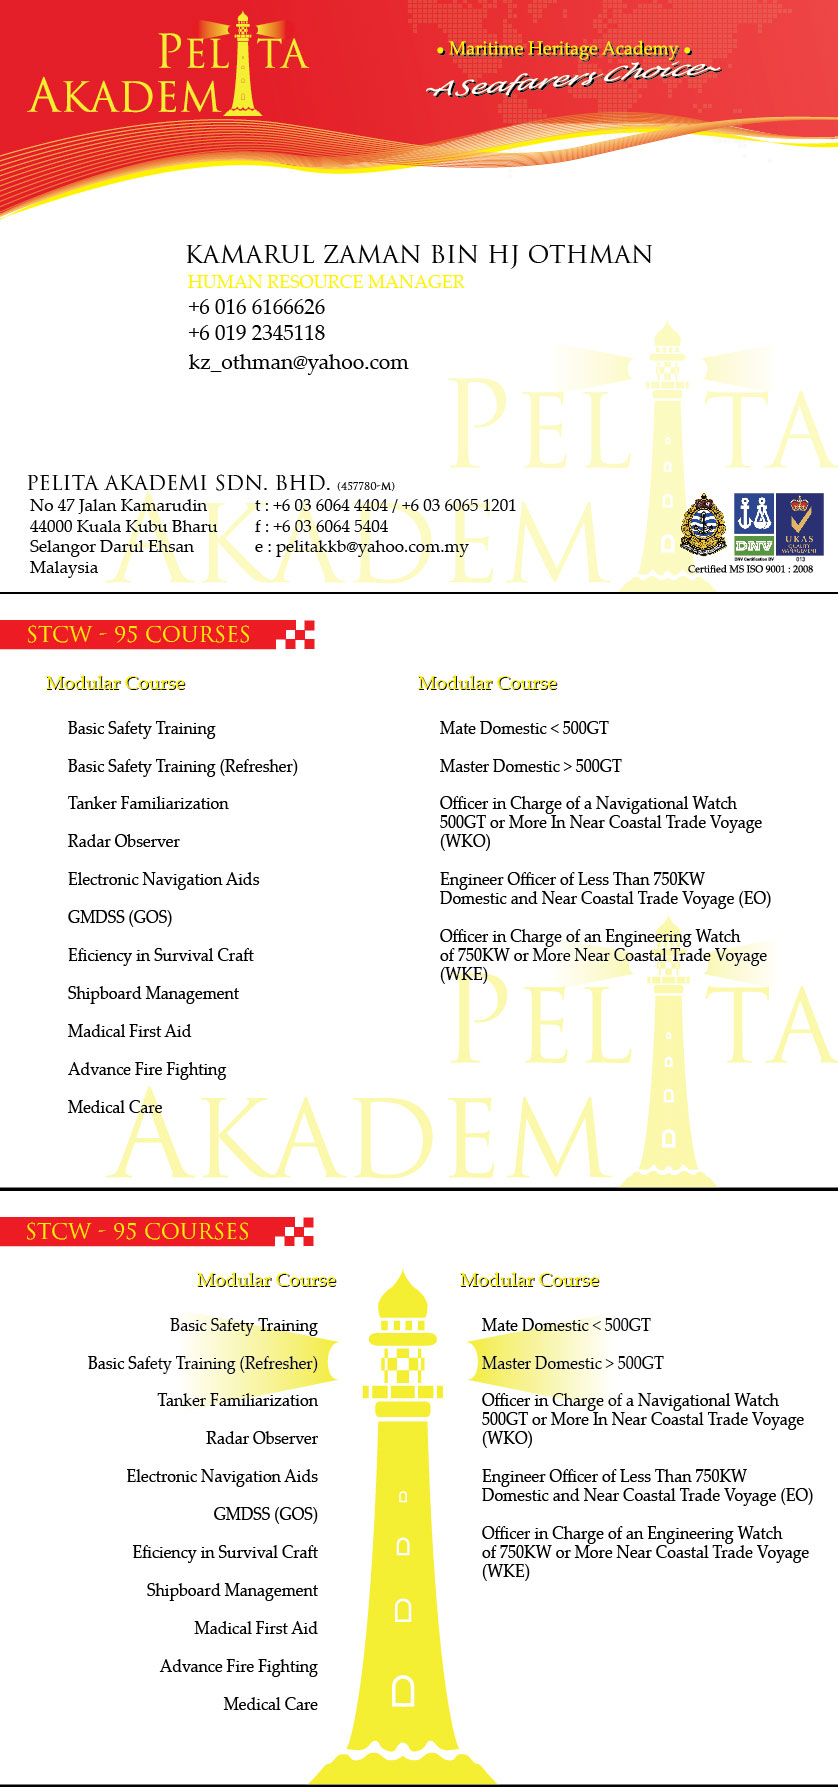 PELITA
AKADEM
• Maritime Heritage Academy •
~A Seafarers Choice~
KAMARUL ZAMAN BIN HJ OTHMAN
HUMAN RESOURCE MANAGER
+6 016 6166626
+6 019 2345118
kz_othman@yahoo.com
PELITA
AKADEM
PELITA AKADEMI SDN. BHD. (457780-M)
No 47 Jalan Kamarudin
44000 Kuala Kubu Bharu
Selangor Darul Ehsan
Malaysia
t : +6 03 6064 4404 / +6 03 6065 1201
f : +6 03 6064 5404
e : pelitakkb@yahoo.com.my
DNV
DNV Certification BV
UKAS
QUALITY
MANAGEMENT
013
Certified MS ISO 9001 : 2008
STCW - 95 COURSES
Modular Course
Basic Safety Training
Basic Safety Training (Refresher)
Tanker Familiarization
Radar Observer
Electronic Navigation Aids
GMDSS (GOS)
Eficiency in Survival Craft
Shipboard Management
Madical First Aid
Advance Fire Fighting
Medical Care
Modular Course
Mate Domestic < 500GT
Master Domestic > 500GT
Officer in Charge of a Navigational Watch
500GT or More In Near Coastal Trade Voyage
(WKO)
Engineer Officer of Less Than 750KW
Domestic and Near Coastal Trade Voyage (EO)
Officer in Charge of an Engineering Watch
of 750KW or More Near Coastal Trade Voyage
(WKE)
PELITA
AKADEM
STCW - 95 COURSES
Modular Course
Basic Safety Training
Basic Safety Training (Refresher)
Tanker Familiarization
Radar Observer
Electronic Navigation Aids
GMDSS (GOS)
Eficiency in Survival Craft
Shipboard Management
Madical First Aid
Advance Fire Fighting
Medical Care
Modular Course
Mate Domestic < 500GT
Master Domestic > 500GT
Officer in Charge of a Navigational Watch
500GT or More In Near Coastal Trade Voyage
(WKO)
Engineer Officer of Less Than 750KW
Domestic and Near Coastal Trade Voyage (EO)
Officer in Charge of an Engineering Watch
of 750KW or More Near Coastal Trade Voyage
(WKE)